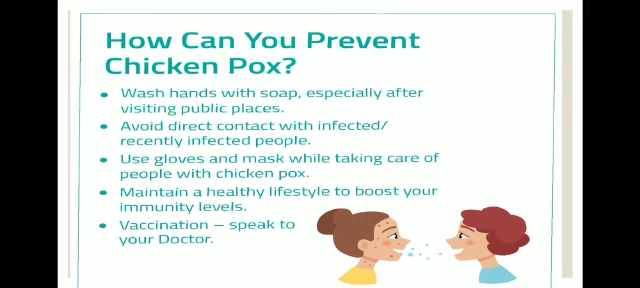 How Can You Prevent
Chicken Pox?
• Wash hands with soap, especially after
visiting public places.
• Avoid direct contact with infected/
recently infected people.
• Use gloves and mask while taking care of
people with chicken pox.
• Maintain a healthy lifestyle to boost your
immunity levels.
• Vaccination – speak to
your Doctor.